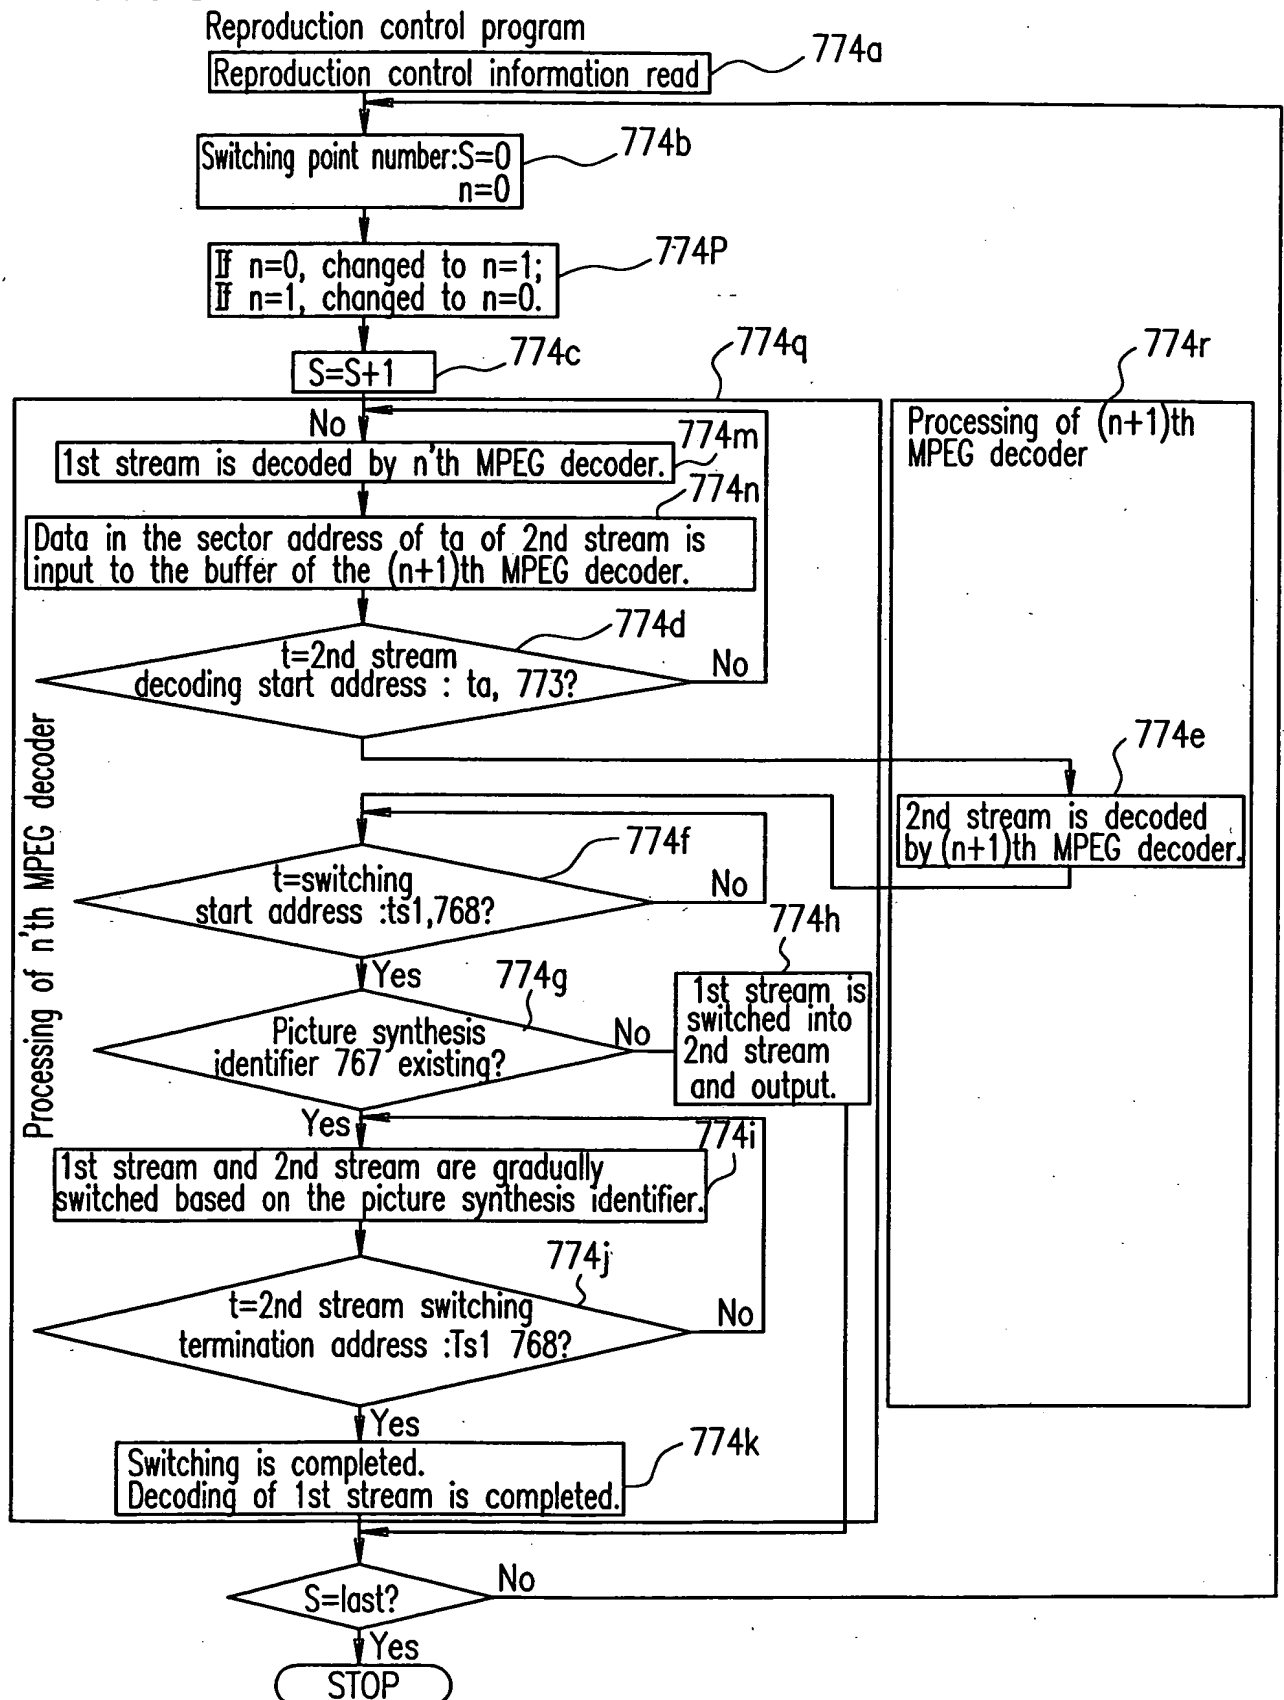 Reproduction control program
Reproduction control information read
774a
Switching point number:S=0
n=0
774b
If n=0, changed to n=1;
If n=1, changed to n=0.
774P
S=S+1
774c
774q
774r
Processing of n'th MPEG decoder
Processing of (n+1)th
MPEG decoder
No
774m
1st stream is decoded by n'th MPEG decoder.
774n
Data in the sector address of ta of 2nd stream is
input to the buffer of the (n+1)th MPEG decoder.
774d
t=2nd stream
decoding start address : ta, 773?
No
774e
2nd stream is decoded
by (n+1)th MPEG decoder.
774f
t=switching
start address :ts1,768?
No
Yes
774g
Picture synthesis
identifier 767 existing?
No
774h
1st stream is
switched into
2nd stream
and output.
Yes
774i
1st stream and 2nd stream are gradually
switched based on the picture synthesis identifier.
774j
t=2nd stream switching
termination address :Ts1 768?
No
Yes
774k
Switching is completed.
Decoding of 1st stream is completed.
S=last?
No
Yes
STOP